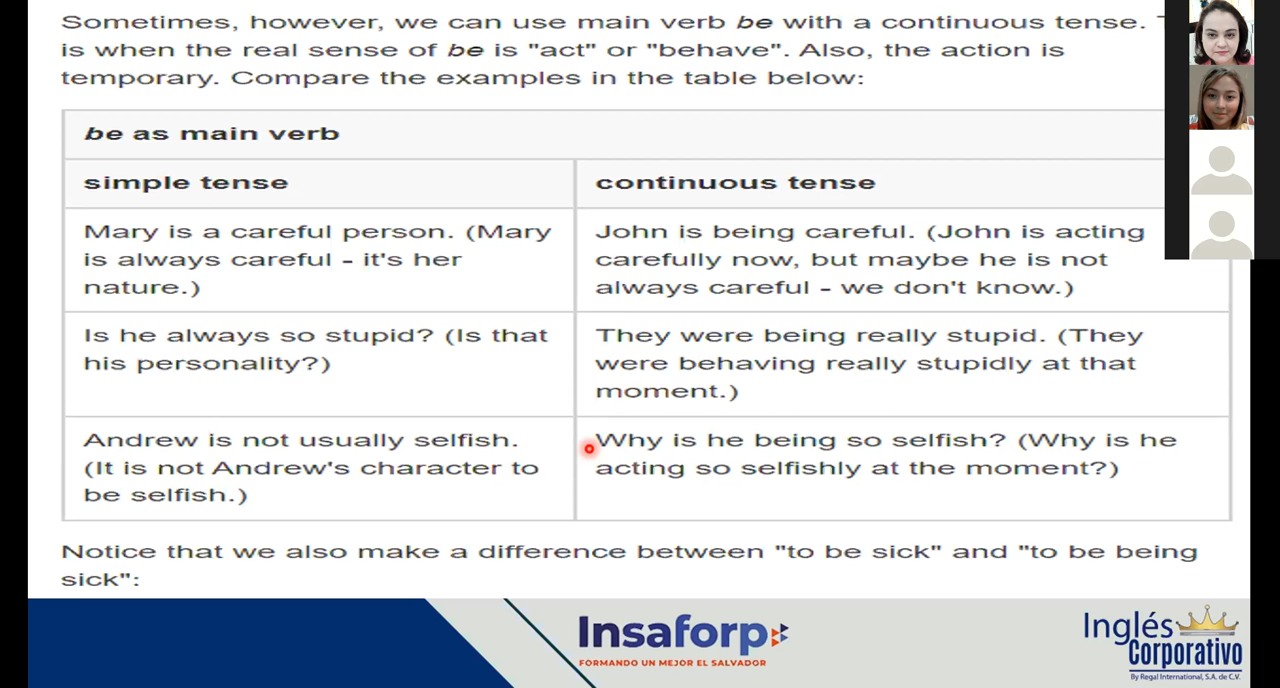 Sometimes, however, we can use main verb be with a continuous tense.
is when the real sense of be is "act" or "behave". Also, the action is
temporary. Compare the examples in the table below:
be as main verb
simple tense
continuous tense
Mary is a careful person. (Mary
is always careful - it's her
nature.)
John is being careful. (John is acting
carefully now, but maybe he is not
always careful - we don't know.)
Is he always so stupid? (Is that
his personality?)
They were being really stupid. (They
were behaving really stupidly at that
moment.)
Andrew is not usually selfish.
(It is not Andrew's character to
be selfish.)
Why is he being so selfish? (Why is he
acting so selfishly at the moment?)
Notice that we also make a difference between "to be sick" and "to be being
sick":
Insaforp
FORMANDO UN MEJOR EL SALVADOR
Inglés
Corporativo
By Regal International, S.A. de C.V.